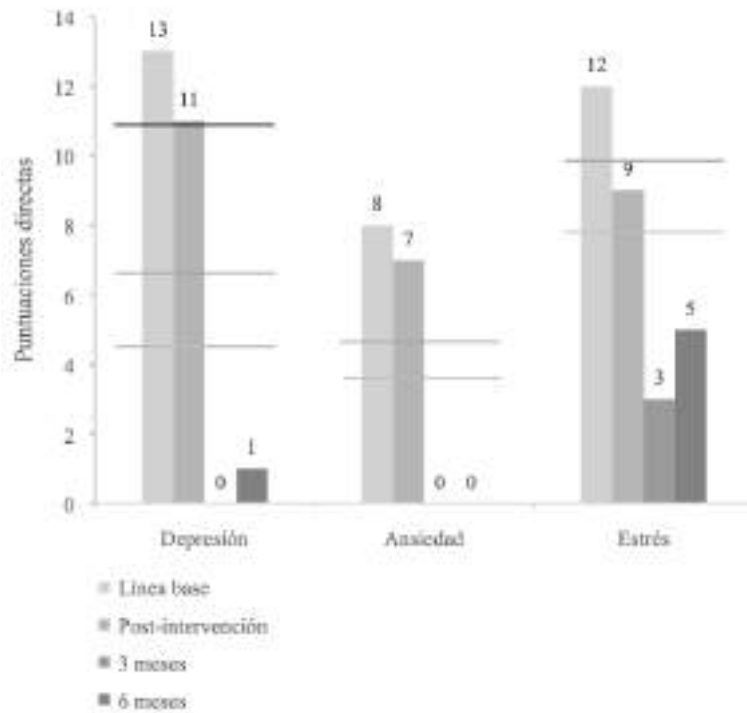 14
12
10
8
6
4
2
0
Puntuaciones directas
13
11
0
1
8
7
0
0
12
9
3
5
Depresión
Ansiedad
Estrés
Línea base
Post-intervención
3 meses
6 meses